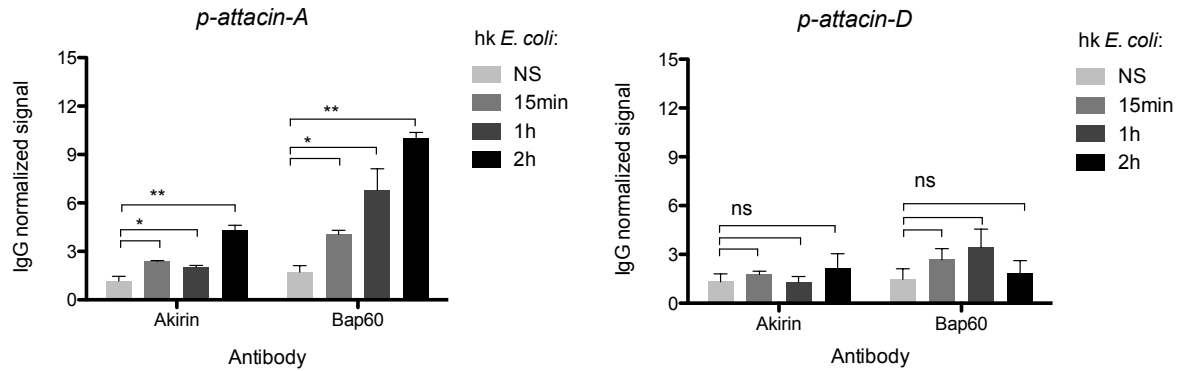 p-attacin-A
hk E. coli:
NS
15min
1h
2h
IgG normalized signal
15
12
9
6
3
0
**
*
**
*
Akirin
Bap60
Antibody
p-attacin-D
hk E. coli:
NS
15min
1h
2h
IgG normalized signal
15
12
9
6
3
0
ns
ns
Akirin
Bap60
Antibody